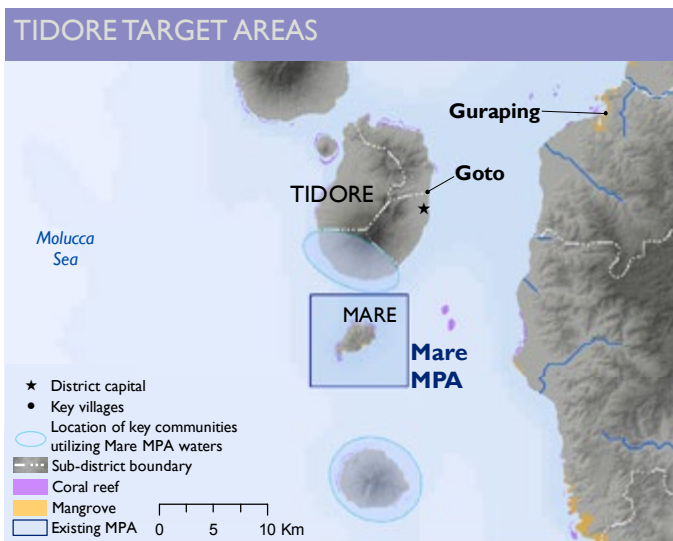 TIDORE TARGET AREAS
Guraping
Goto
TIDORE
Molucca
Sea
MARE
Mare
MPA
District capital
Key villages
Location of key communities
utilizing Mare MPA waters
Sub-district boundary
Coral reef
Mangrove
Existing MPA
0 5 10 Km